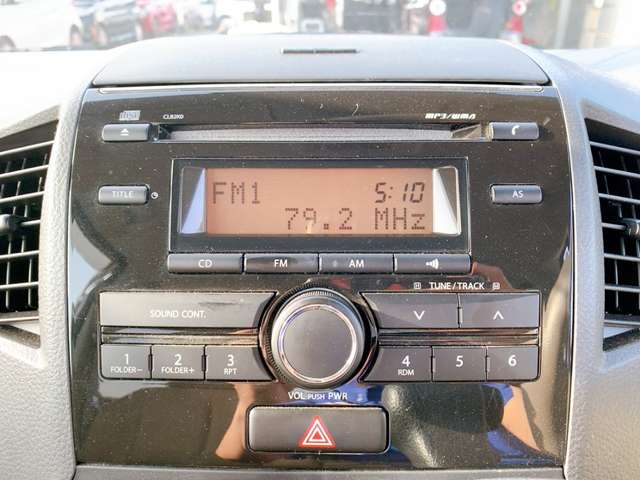 CLB2X0
MP3/WMA
TITLE
FM1 5:10
79.2 MHz
AS
CD FM AM
TUNE/TRACK
SOUND CONT.
1 FOLDER- 2 FOLDER+ 3 RPT 4 RDM 5 6
VOL PUSH PWR